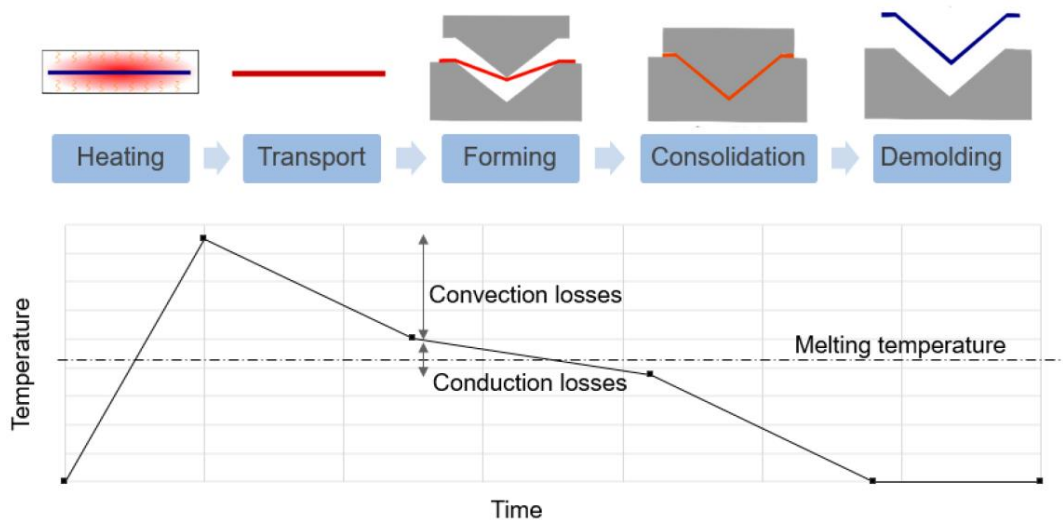 Heating
Transport
Forming
Consolidation
Demolding
Convection losses
Melting temperature
Conduction losses
Temperature
Time